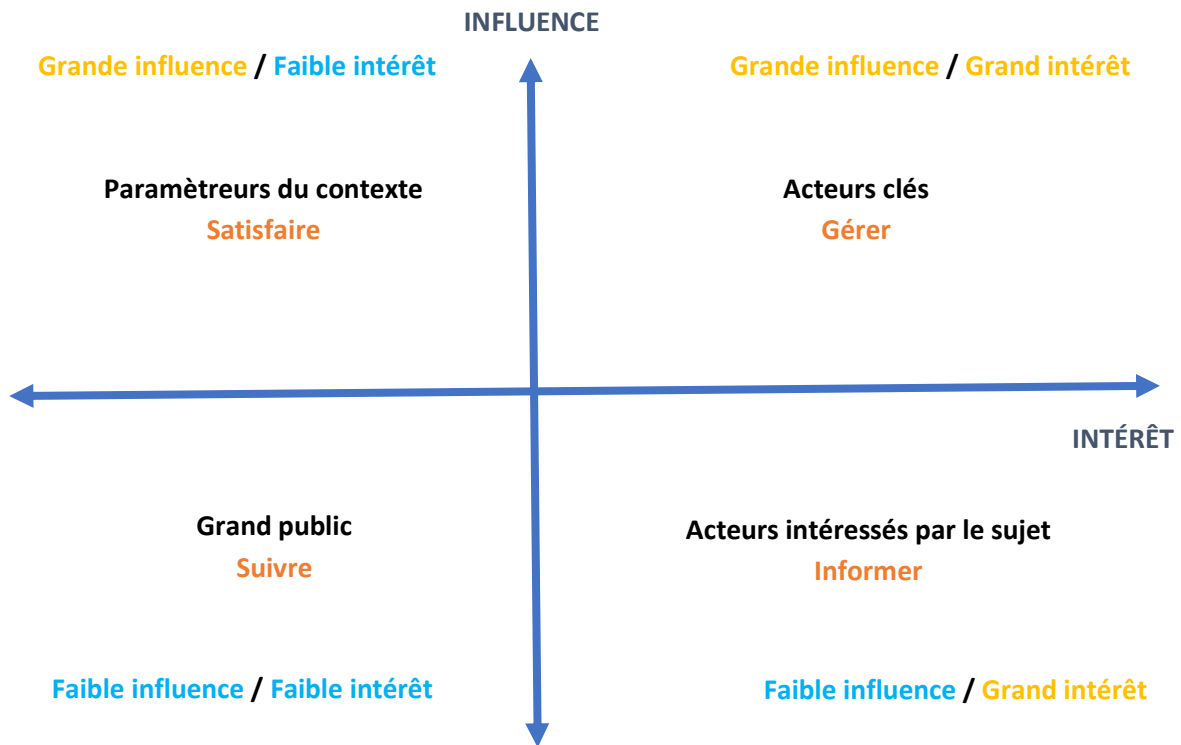 INFLUENCE
Grande influence / Faible intérêt
Grande influence / Grand intérêt
Paramètreurs du contexte
Satisfaire
Acteurs clés
Gérer
INTÉRÊT
Grand public
Suivre
Acteurs intéressés par le sujet
Informer
Faible influence / Faible intérêt
Faible influence / Grand intérêt